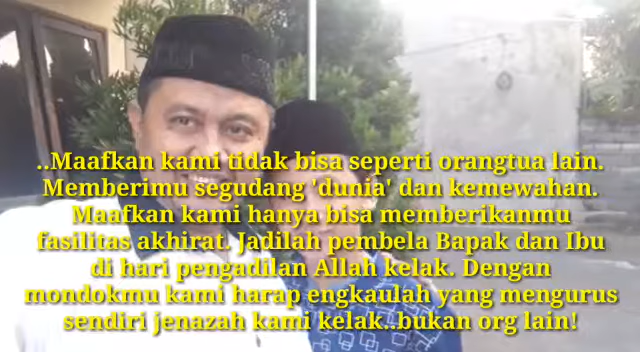 ..Maafkan kami tidak bisa seperti orangtua lain.
Memberimu segudang 'dunia' dan kemewahan.
Maafkan kami hanya bisa memberikanmu
fasilitas akhirat. Jadilah pembela Bapak dan Ibu
di hari pengadilan Allah kelak. Dengan
mondokmu kami harap engkaulah yang mengurus
sendiri jenazah kami kelak..bukan org lain!